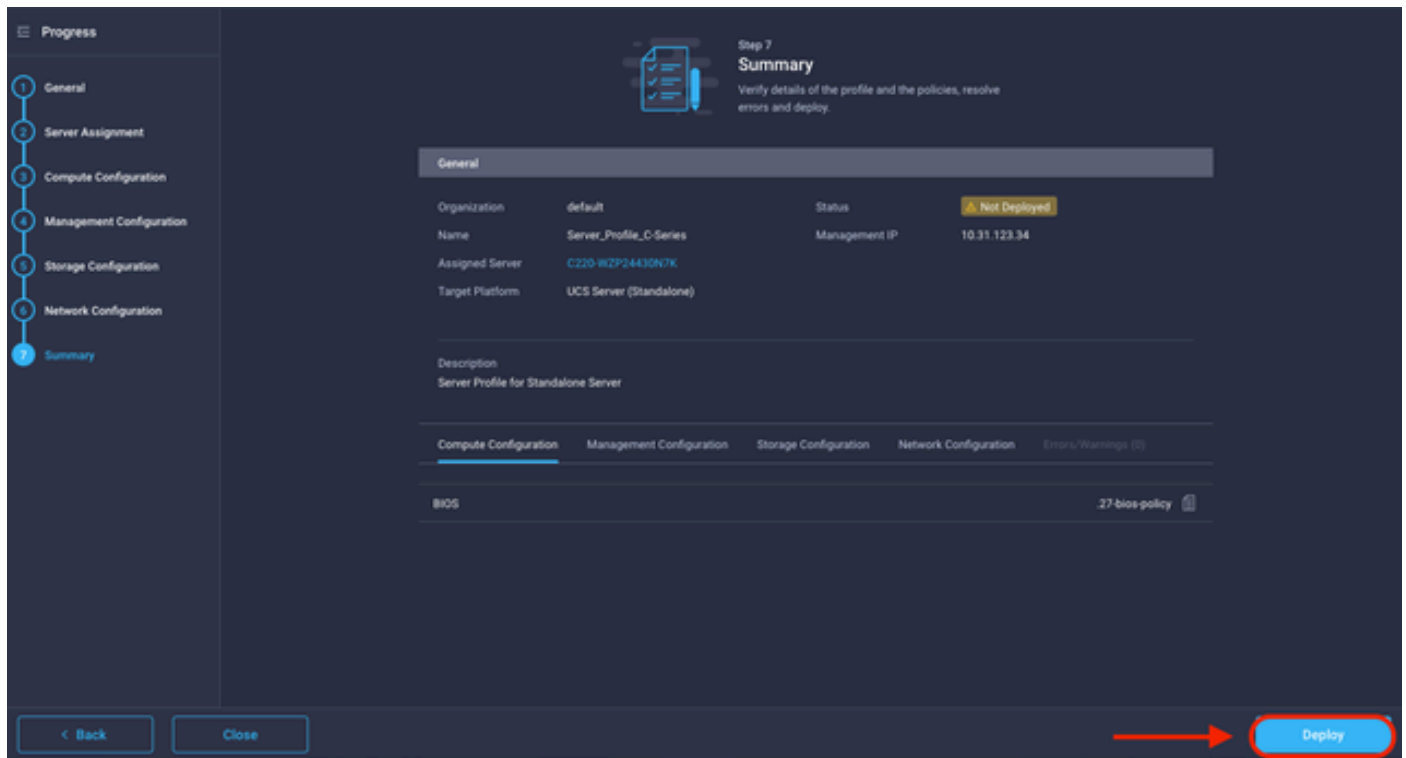 Progress
1 General
2 Server Assignment
3 Compute Configuration
4 Management Configuration
5 Storage Configuration
6 Network Configuration
7 Summary
Step 7
Summary
Verify details of the profile and the policies, resolve
errors and deploy.
General
Organization default Status Not Deployed
Name Server_Profile_C-Series Management IP 10.31.123.34
Assigned Server C220-WZP24430N7K
Target Platform UCS Server (Standalone)
Description
Server Profile for Standalone Server
Compute Configuration Management Configuration Storage Configuration Network Configuration Errors/Warnings (0)
BIOS .27-bios-policy
< Back Close Deploy